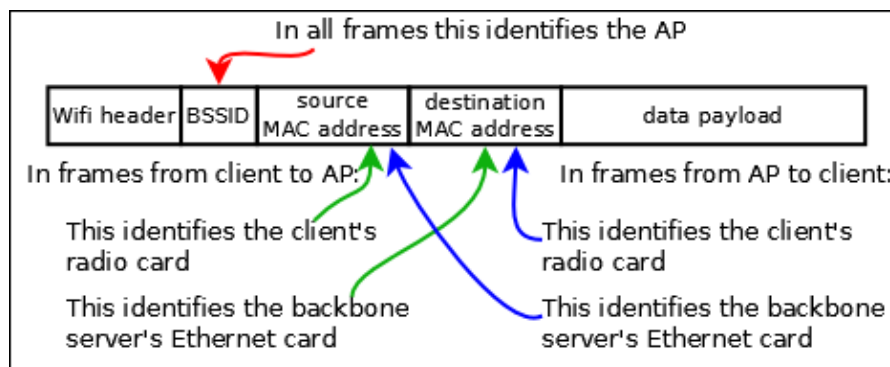 In all frames this identifies the AP
Wifi header
BSSID
source
MAC address
destination
MAC address
data payload
In frames from client to AP:
This identifies the client's
radio card
This identifies the backbone
server's Ethernet card
In frames from AP to client:
This identifies the client's
radio card
This identifies the backbone
server's Ethernet card